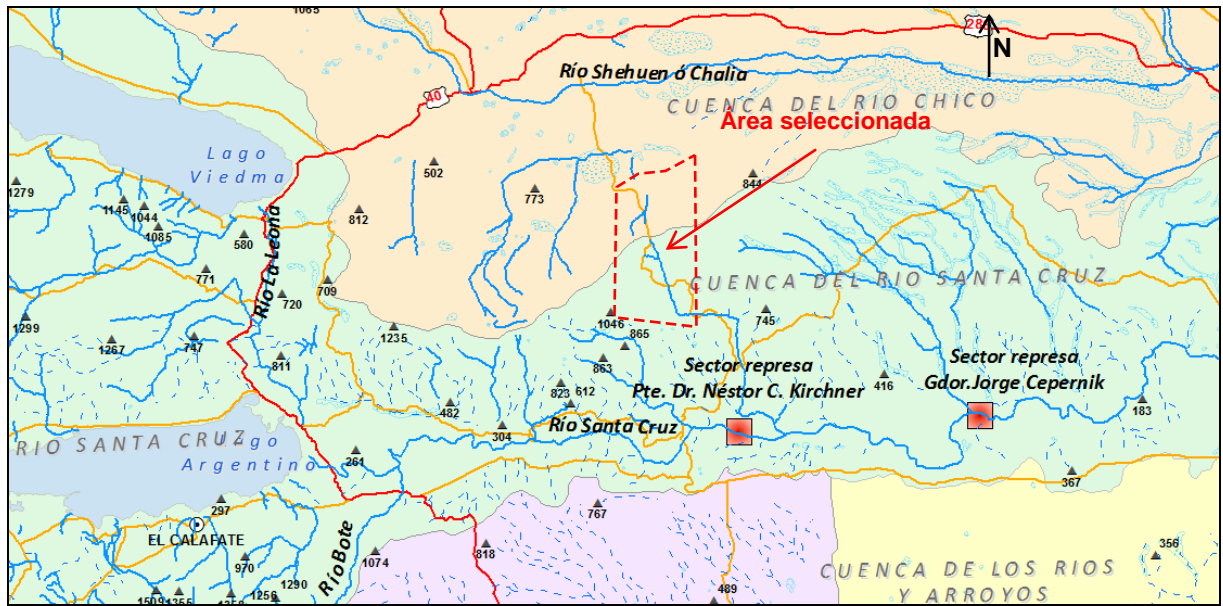 1065
28
N
Río Shehuen ó Chalia
40
CUENCA DEL RIO CHICO
Área seleccionada
Lago
Viedma
502
844
1279
773
1145
1044
812
1085
580
Río La Leona
771
CUENCA DEL RIO SANTA CRUZ
709
720
1299
1046
745
1235
865
1267
747
811
863
Sector represa
Pte. Dr. Néstor C. Kirchner
Sector represa
Gdor.Jorge Cepernik
416
823
612
482
183
304
Río Santa Cruz
RIO SANTA CRUZ
Lago
Argentino
261
367
297
767
EL CALAFATE
Río Bote
818
356
1074
970
CUENCA DE LOS RIOS
Y ARROYOS
1290
489
1256
1509
1355
1358